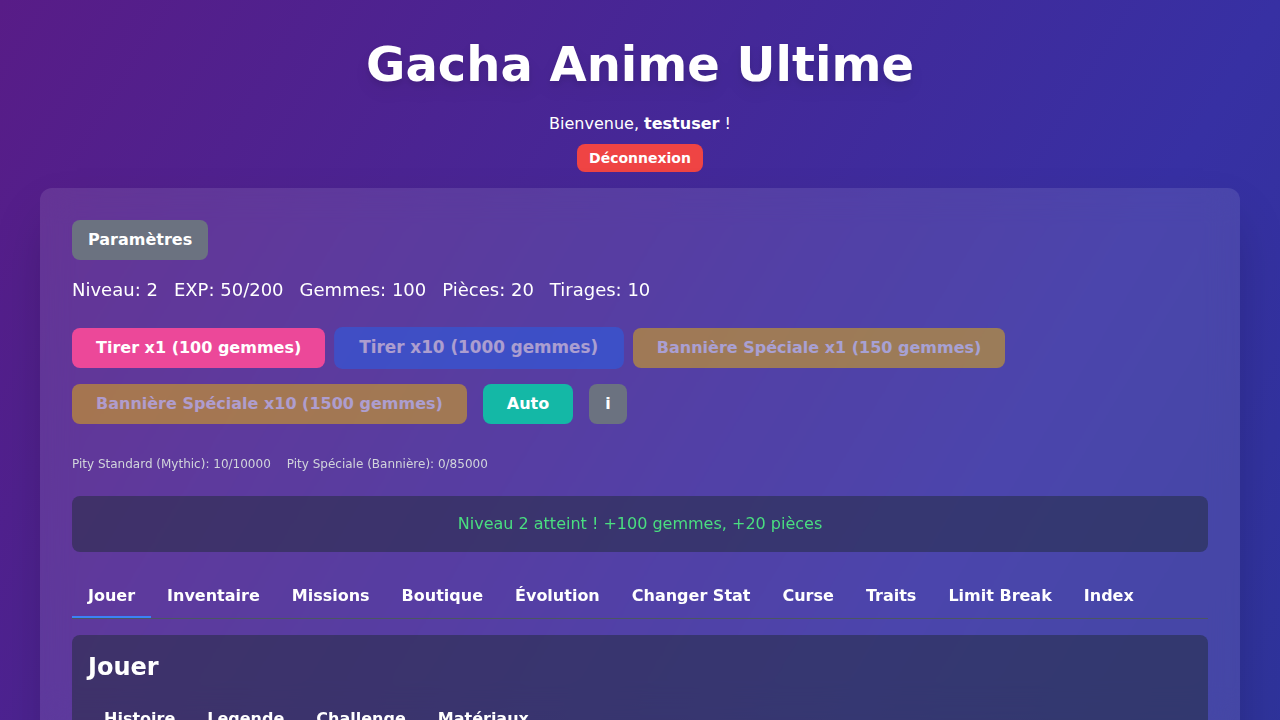 Gacha Anime Ultime
Bienvenue, testuser !
Déconnexion
Paramètres
Niveau: 2 EXP: 50/200 Gemmes: 100 Pièces: 20 Tirages: 10
Tirer x1 (100 gemmes) Tirer x10 (1000 gemmes) Bannière Spéciale x1 (150 gemmes)
Bannière Spéciale x10 (1500 gemmes) Auto i
Pity Standard (Mythic): 10/10000 Pity Spéciale (Bannière): 0/85000
Niveau 2 atteint ! +100 gemmes, +20 pièces
Jouer Inventaire Missions Boutique Évolution Changer Stat Curse Traits Limit Break Index
Jouer
Histoire Legende Challenge Matériaux